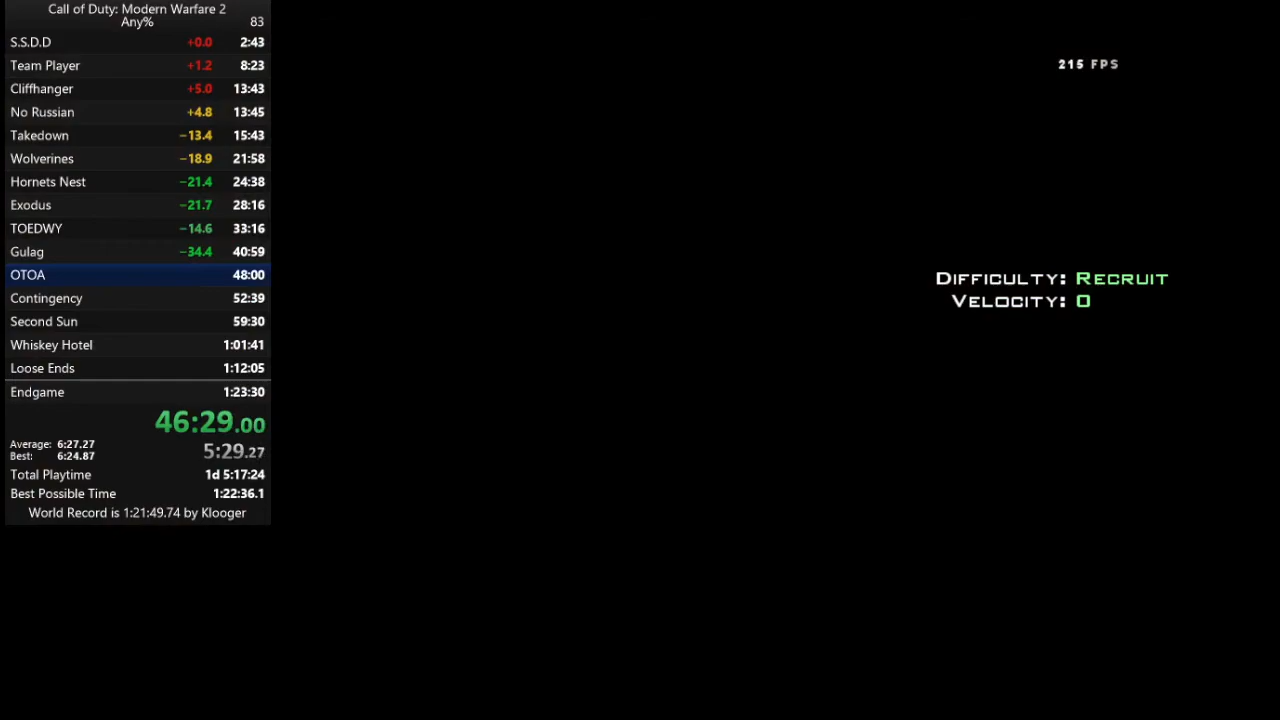 Call of Duty: Modern Warfare 2
Any% 83
S.S.D.D +0.0 2:43
Team Player +1.2 8:23
Cliffhanger +5.0 13:43
No Russian +4.8 13:45
Takedown −13.4 15:43
Wolverines −18.9 21:58
Hornets Nest −21.4 24:38
Exodus −21.7 28:16
TOEDWY −14.6 33:16
Gulag −34.4 40:59
OTOA 48:00
Contingency 52:39
Second Sun 59:30
Whiskey Hotel 1:01:41
Loose Ends 1:12:05
Endgame 1:23:30
46:29.00
Average: 6:27.27
Best: 6:24.87
5:29.27
Total Playtime 1d 5:17:24
Best Possible Time 1:22:36.1
World Record is 1:21:49.74 by Klooger
215 FPS
Difficulty: Recruit
Velocity: 0